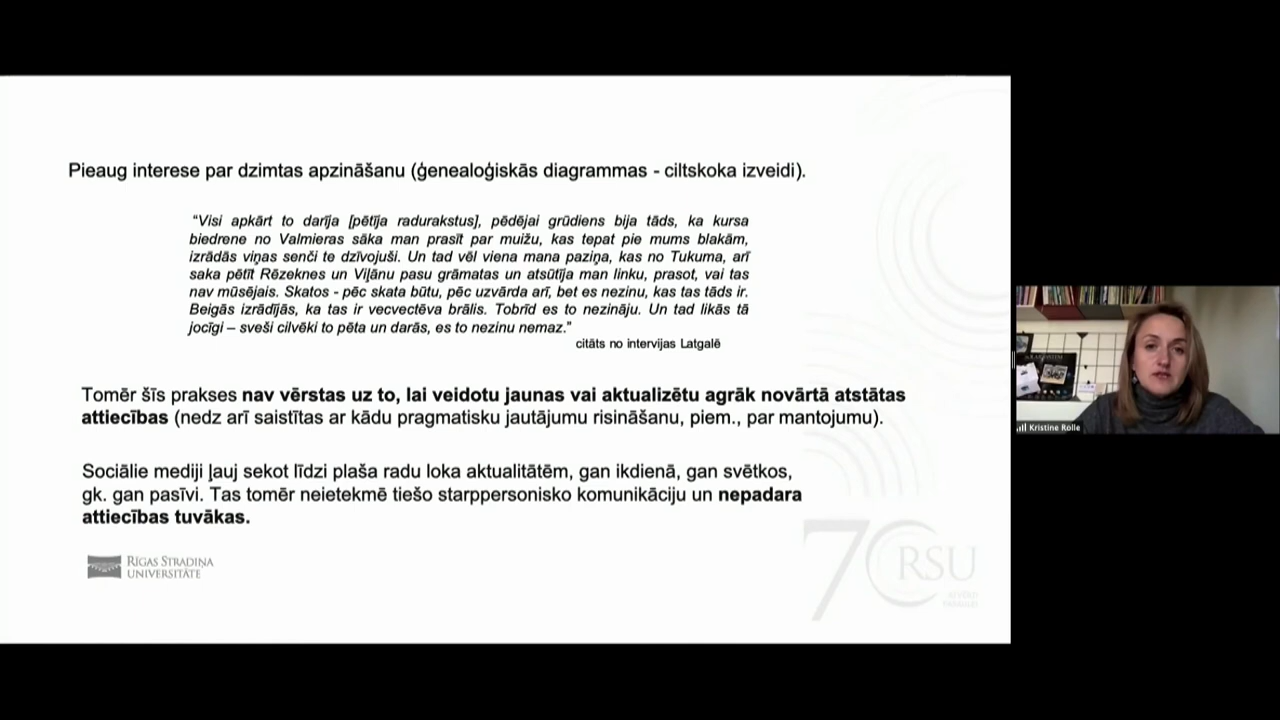 Pieaug interese par dzimtas apzināšanu (ģenealoģiskās diagrammas - ciltskoka izveidi).
“Visi apkārt to darīja [pētīja radurakstus], pēdējai grūdiens bija tāds, ka kursa
biedrene no Valmieras sāka man prasīt par muižu, kas tepat pie mums blakām,
izrādās viņas senči te dzīvojuši. Un tad vēl viena mana paziņa, kas no Tukuma, arī
saka pētīt Rēzeknes un Viļānu pasu grāmatas un atsūtīja man linku, prasot, vai tas
nav mūsējais. Skatos - pēc skata būtu, pēc uzvārda arī, bet es nezinu, kas tas tāds ir.
Beigās izrādījās, ka tas ir vecvectēva brālis. Tobrīd es to nezināju. Un tad likās tā
jocīgi – sveši cilvēki to pēta un darās, es to nezinu nemaz.”
citāts no intervijas Latgalē
Tomēr šīs prakses nav vērstas uz to, lai veidotu jaunas vai aktualizētu agrāk novārtā atstātas
attiecības (nedz arī saistītas ar kādu pragmatisku jautājumu risināšanu, piem., par mantojumu).
Sociālie mediji ļauj sekot līdzi plaša radu loka aktualitātēm, gan ikdienā, gan svētkos,
gk. gan pasīvi. Tas tomēr neietekmē tiešo starppersonisko komunikāciju un nepadara
attiecības tuvākas.
RĪGAS STRADIŅA
UNIVERSITĀTE
70 RSU
Kristine Rolle